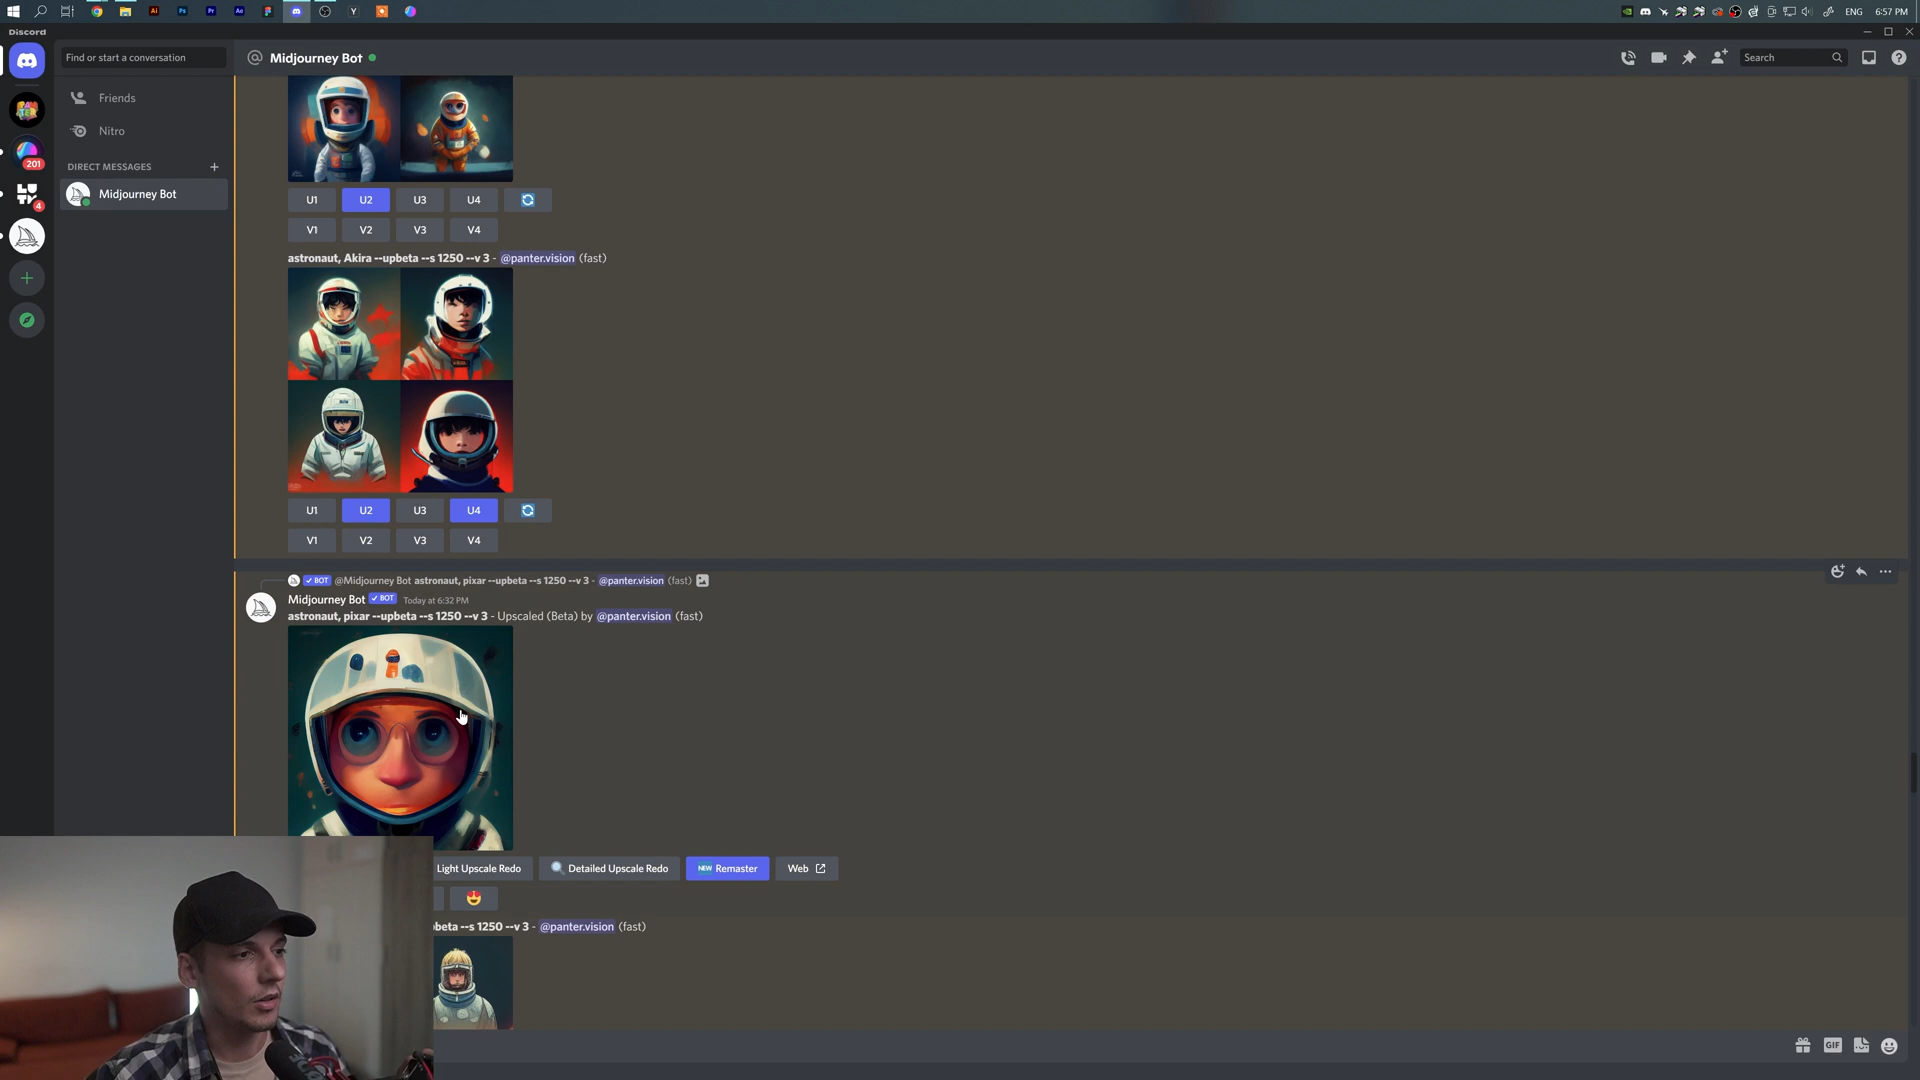 ENG
6:57 PM
Discord
Find or start a conversation
Midjourney Bot
Search
Friends
Nitro
DIRECT MESSAGES
201
4
Midjourney Bot
U1 U2 U3 U4
V1 V2 V3 V4
astronaut, Akira --upbeta --s 1250 --v 3 - @panter.vision (fast)
U1 U2 U3 U4
V1 V2 V3 V4
BOT @Midjourney Bot astronaut, pixar --upbeta --s 1250 --v 3 - @panter.vision (fast)
Midjourney Bot BOT Today at 6:32 PM
astronaut, pixar --upbeta --s 1250 --v 3 - Upscaled (Beta) by @panter.vision (fast)
Light Upscale Redo Detailed Upscale Redo NEW Remaster Web
beta --s 1250 --v 3 - @panter.vision (fast)
GIF